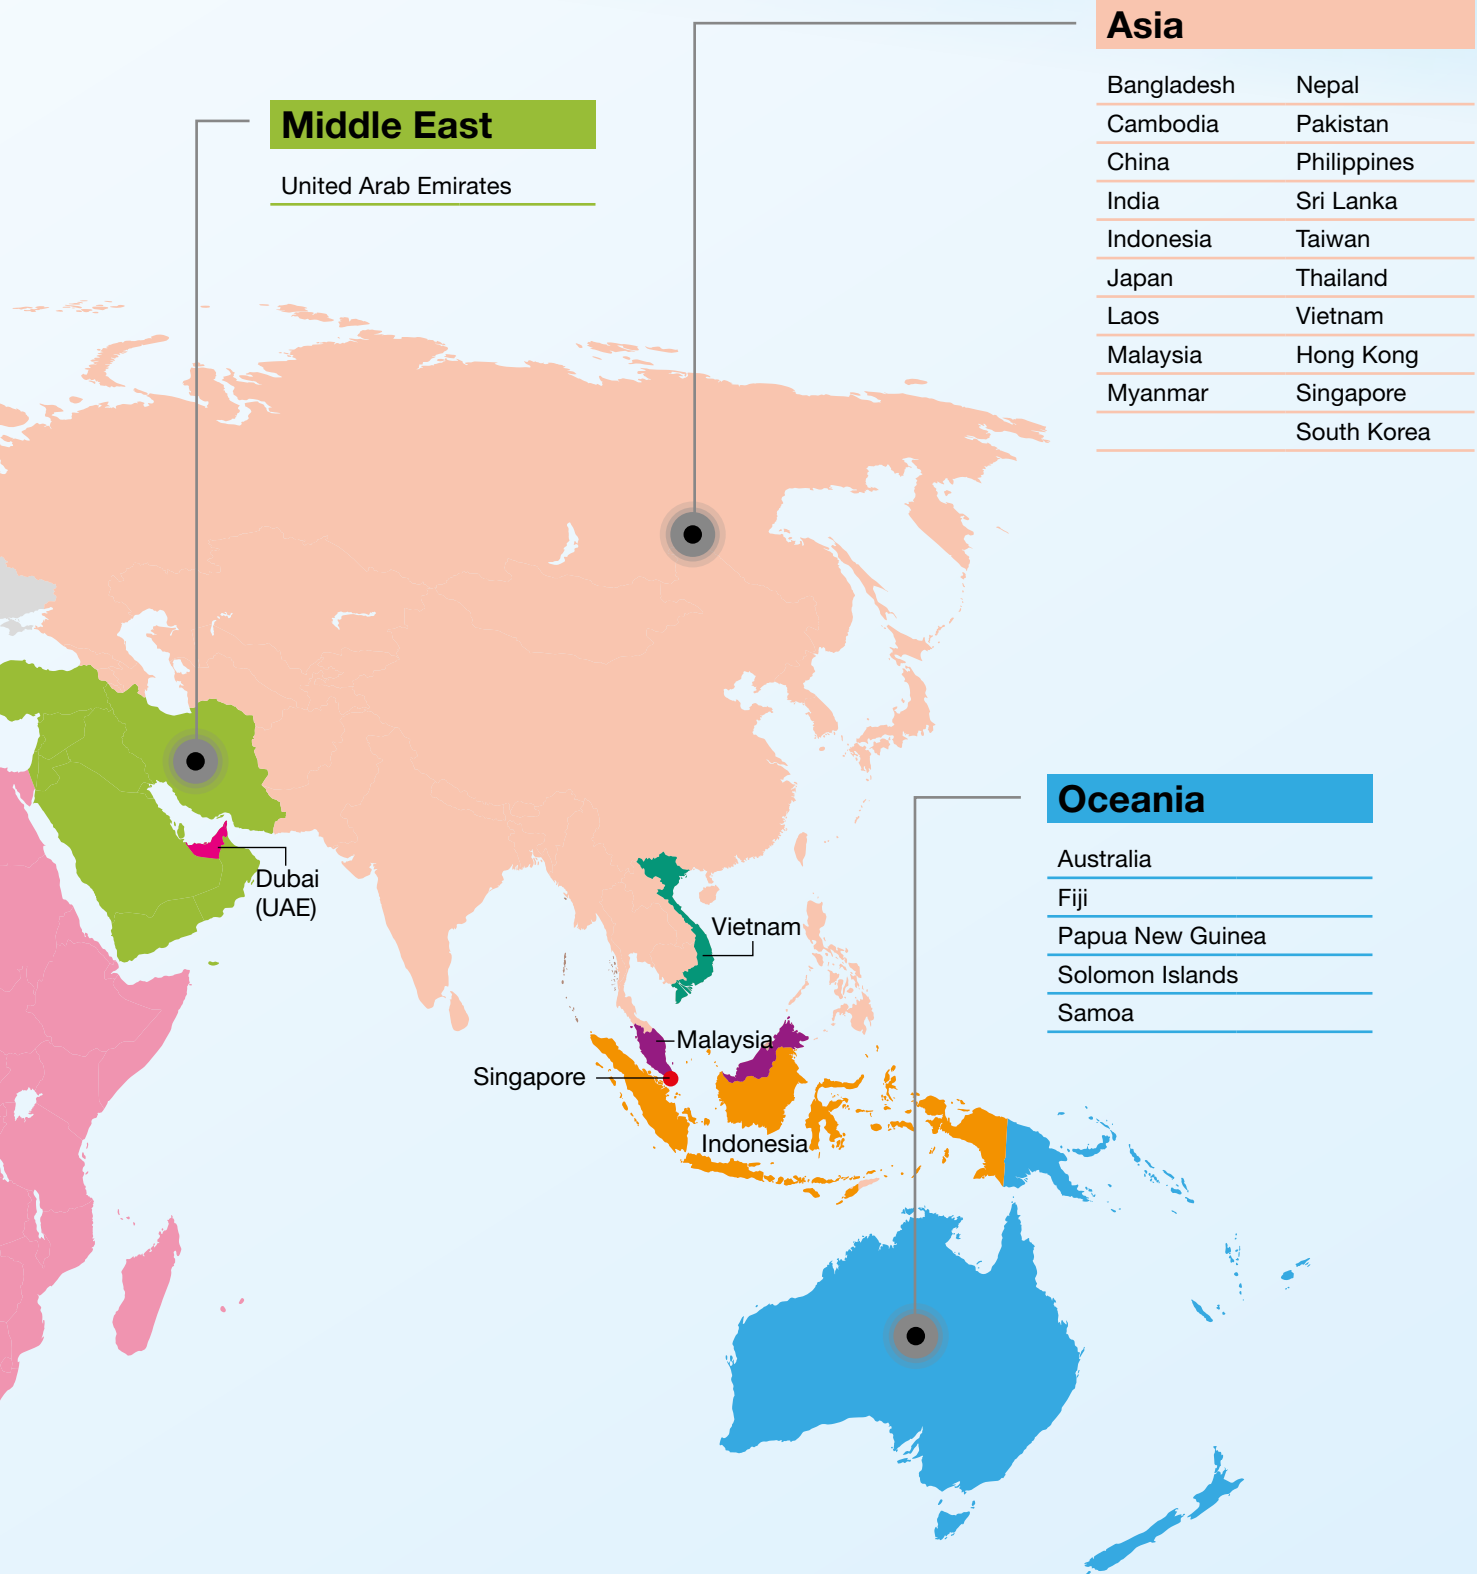 Asia
Bangladesh Nepal
Cambodia Pakistan
China Philippines
India Sri Lanka
Indonesia Taiwan
Japan Thailand
Laos Vietnam
Malaysia Hong Kong
Myanmar Singapore
South Korea
Middle East
United Arab Emirates
Oceania
Australia
Fiji
Papua New Guinea
Solomon Islands
Samoa
Dubai
(UAE)
Vietnam
Malaysia
Singapore
Indonesia